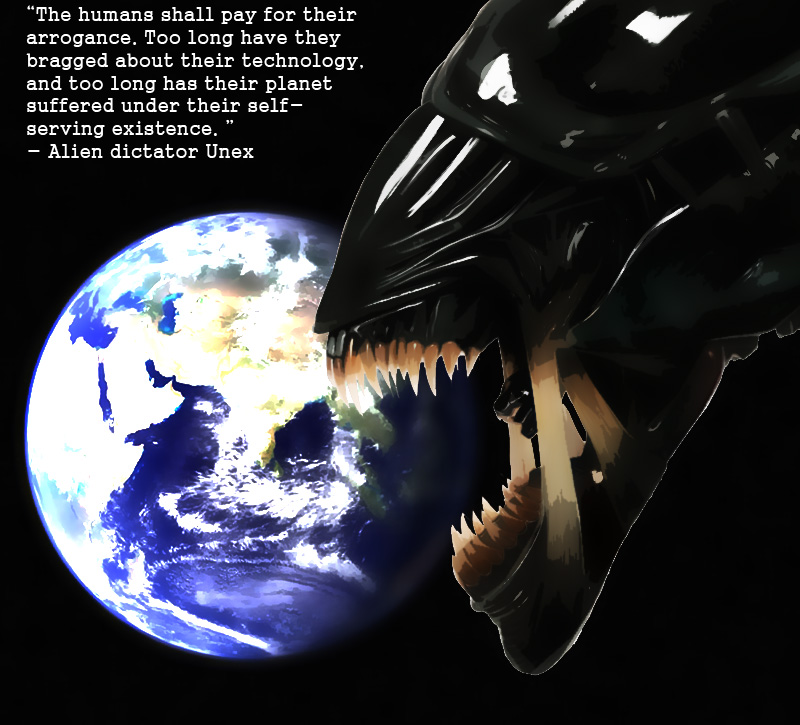 “The humans shall pay for their
arrogance. Too long have they
bragged about their technology,
and too long has their planet
suffered under their self-
serving existence. ”
- Alien dictator Unex